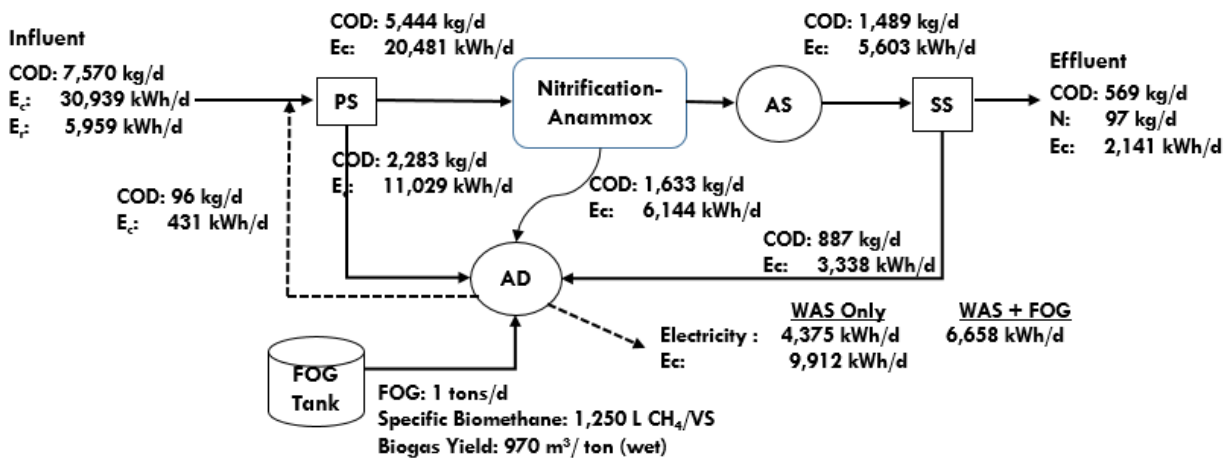 Influent
COD: 7,570 kg/d
Ec: 30,939 kWh/d
Er: 5,959 kWh/d
COD: 5,444 kg/d
Ec: 20,481 kWh/d
COD: 1,489 kg/d
Ec: 5,603 kWh/d
Effluent
COD: 569 kg/d
N: 97 kg/d
Ec: 2,141 kWh/d
PS
Nitrification-
Anammox
AS
SS
COD: 2,283 kg/d
Ec: 11,029 kWh/d
COD: 96 kg/d
Ec: 431 kWh/d
COD: 1,633 kg/d
Ec: 6,144 kWh/d
COD: 887 kg/d
Ec: 3,338 kWh/d
AD
WAS Only WAS + FOG
Electricity : 4,375 kWh/d 6,658 kWh/d
Ec: 9,912 kWh/d
FOG
Tank
FOG: 1 tons/d
Specific Biomethane: 1,250 L CH₄/VS
Biogas Yield: 970 m³/ ton (wet)